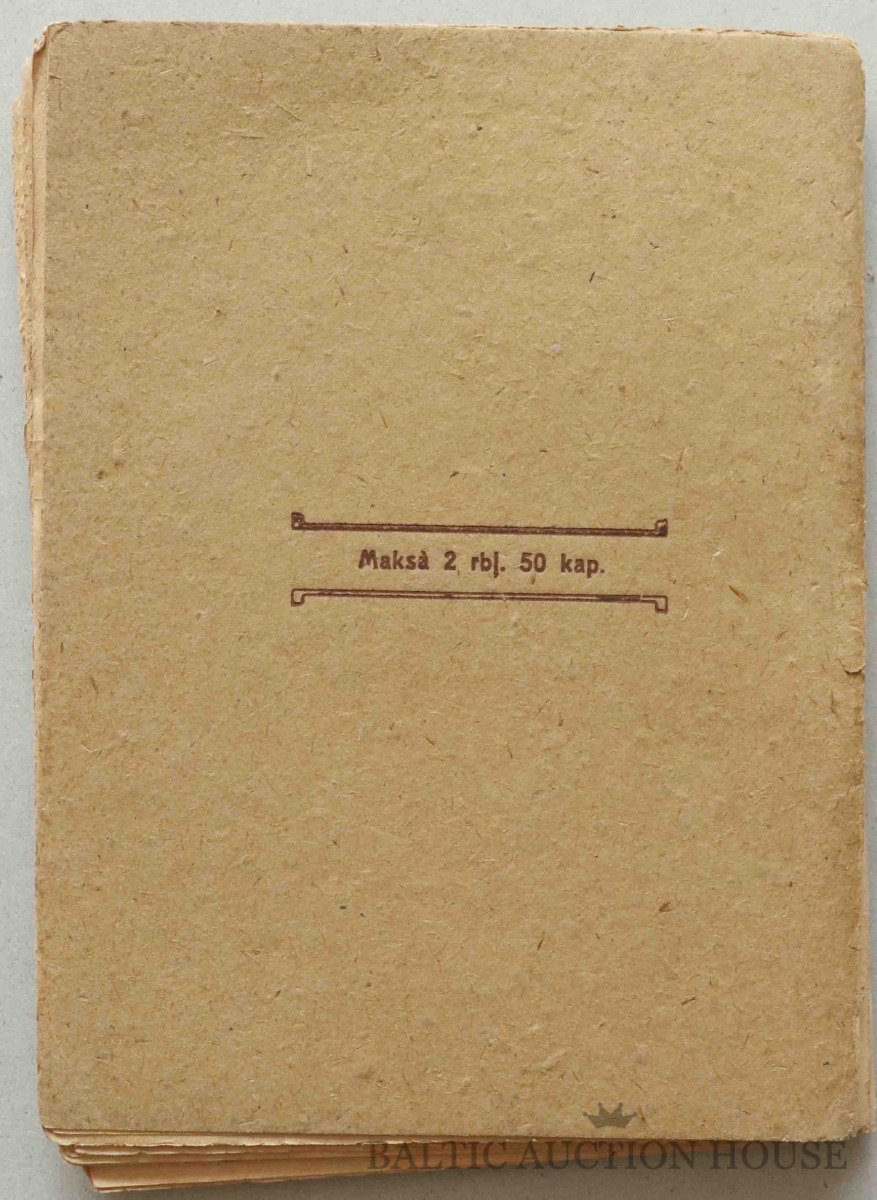 Maksà 2 rbļ. 50 kap.
BALTIC AUCTION HOUSE